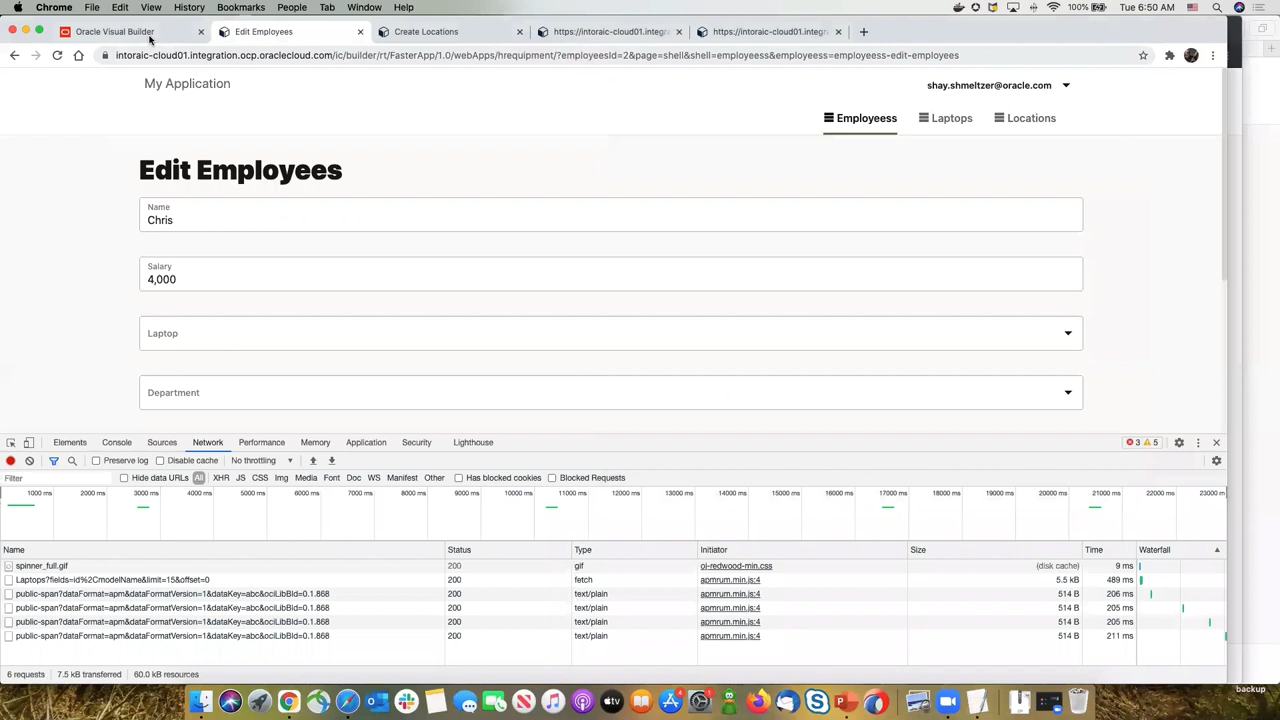 Chrome File Edit View History Bookmarks People Tab Window Help 100% Tue 6:50 AM
Oracle Visual Builder Edit Employees Create Locations https://intoraic-cloud01.integra https://intoraic-cloud01.integra
intoraic-cloud01.integration.ocp.oraclecloud.com/ic/builder/rt/FasterApp/1.0/webApps/hrequipment/?employeesId=2&page=shell&shell=employeess&employeess=employeess-edit-employees
My Application
shay.shmeltzer@oracle.com
Employeess Laptops Locations
Edit Employees
Name
Chris
Salary
4,000
Laptop
Department
Elements Console Sources Network Performance Memory Application Security Lighthouse 3 5
Preserve log Disable cache No throttling
Filter Hide data URLs All XHR JS CSS Img Media Font Doc WS Manifest Other Has blocked cookies Blocked Requests
1000 ms 2000 ms 3000 ms 4000 ms 5000 ms 6000 ms 7000 ms 8000 ms 9000 ms 10000 ms 11000 ms 12000 ms 13000 ms 14000 ms 15000 ms 16000 ms 17000 ms 18000 ms 19000 ms 20000 ms 21000 ms 22000 ms 23000 m
Name Status Type Initiator Size Time Waterfall
spinner_full.gif 200 gif oj-redwood-min.css (disk cache) 9 ms
Laptops?fields=id%2CmodelName&limit=15&offset=0 200 fetch apmrum.min.js:4 5.5 kB 489 ms
public-span?dataFormat=apm&dataFormatVersion=1&dataKey=abc&ociLibBld=0.1.868 200 text/plain apmrum.min.js:4 514 B 206 ms
public-span?dataFormat=apm&dataFormatVersion=1&dataKey=abc&ociLibBld=0.1.868 200 text/plain apmrum.min.js:4 514 B 205 ms
public-span?dataFormat=apm&dataFormatVersion=1&dataKey=abc&ociLibBld=0.1.868 200 text/plain apmrum.min.js:4 514 B 205 ms
public-span?dataFormat=apm&dataFormatVersion=1&dataKey=abc&ociLibBld=0.1.868 200 text/plain apmrum.min.js:4 514 B 211 ms
6 requests 7.5 kB transferred 60.0 kB resources
backup